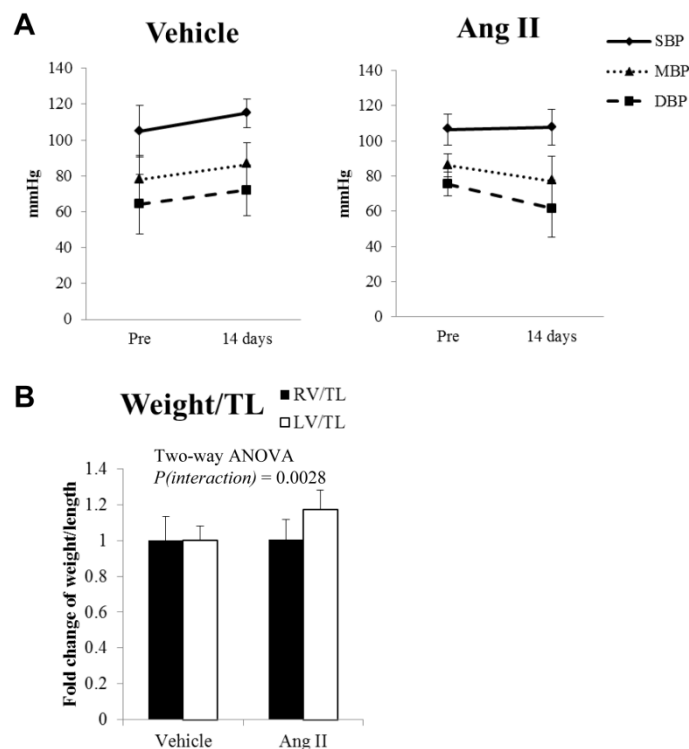 A
Vehicle
Ang II
SBP
MBP
DBP
mmHg
140
120
100
80
60
40
20
0
Pre
14 days
mmHg
140
120
100
80
60
40
20
0
Pre
14 days
B
Weight/TL
RV/TL
LV/TL
Two-way ANOVA
P(interaction) = 0.0028
Fold change of weight/length
1.4
1.2
1
0.8
0.6
0.4
0.2
0
Vehicle
Ang II